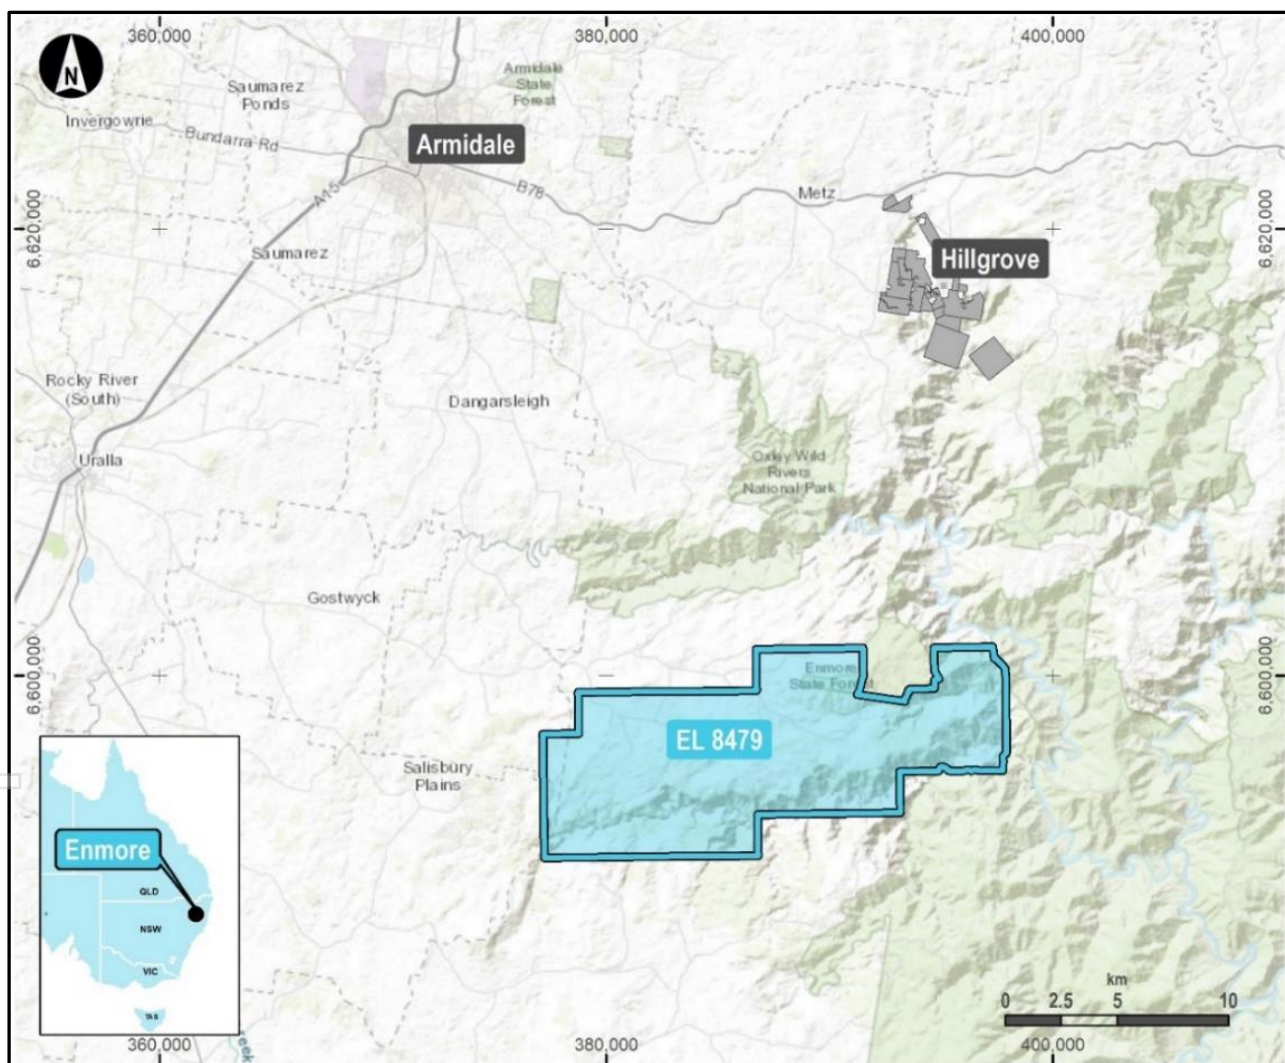 360,000
380,000
400,000
N
Armidale
State
Forest
Saumarez
Ponds
Invergowrie
Bundarra Rd
Armidale
A15
B78
Metz
6,620,000
6,620,000
Saumarez
Hillgrove
Rocky River
(South)
Dangarsleigh
Uralla
Oxley Wild
Rivers
National Park
Gostwyck
6,600,000
6,600,000
Enmore
State Forest
EL 8479
Salisbury
Plains
Enmore
QLD
NSW
VIC
TAS
km
0 2.5 5 10
360,000
380,000
400,000